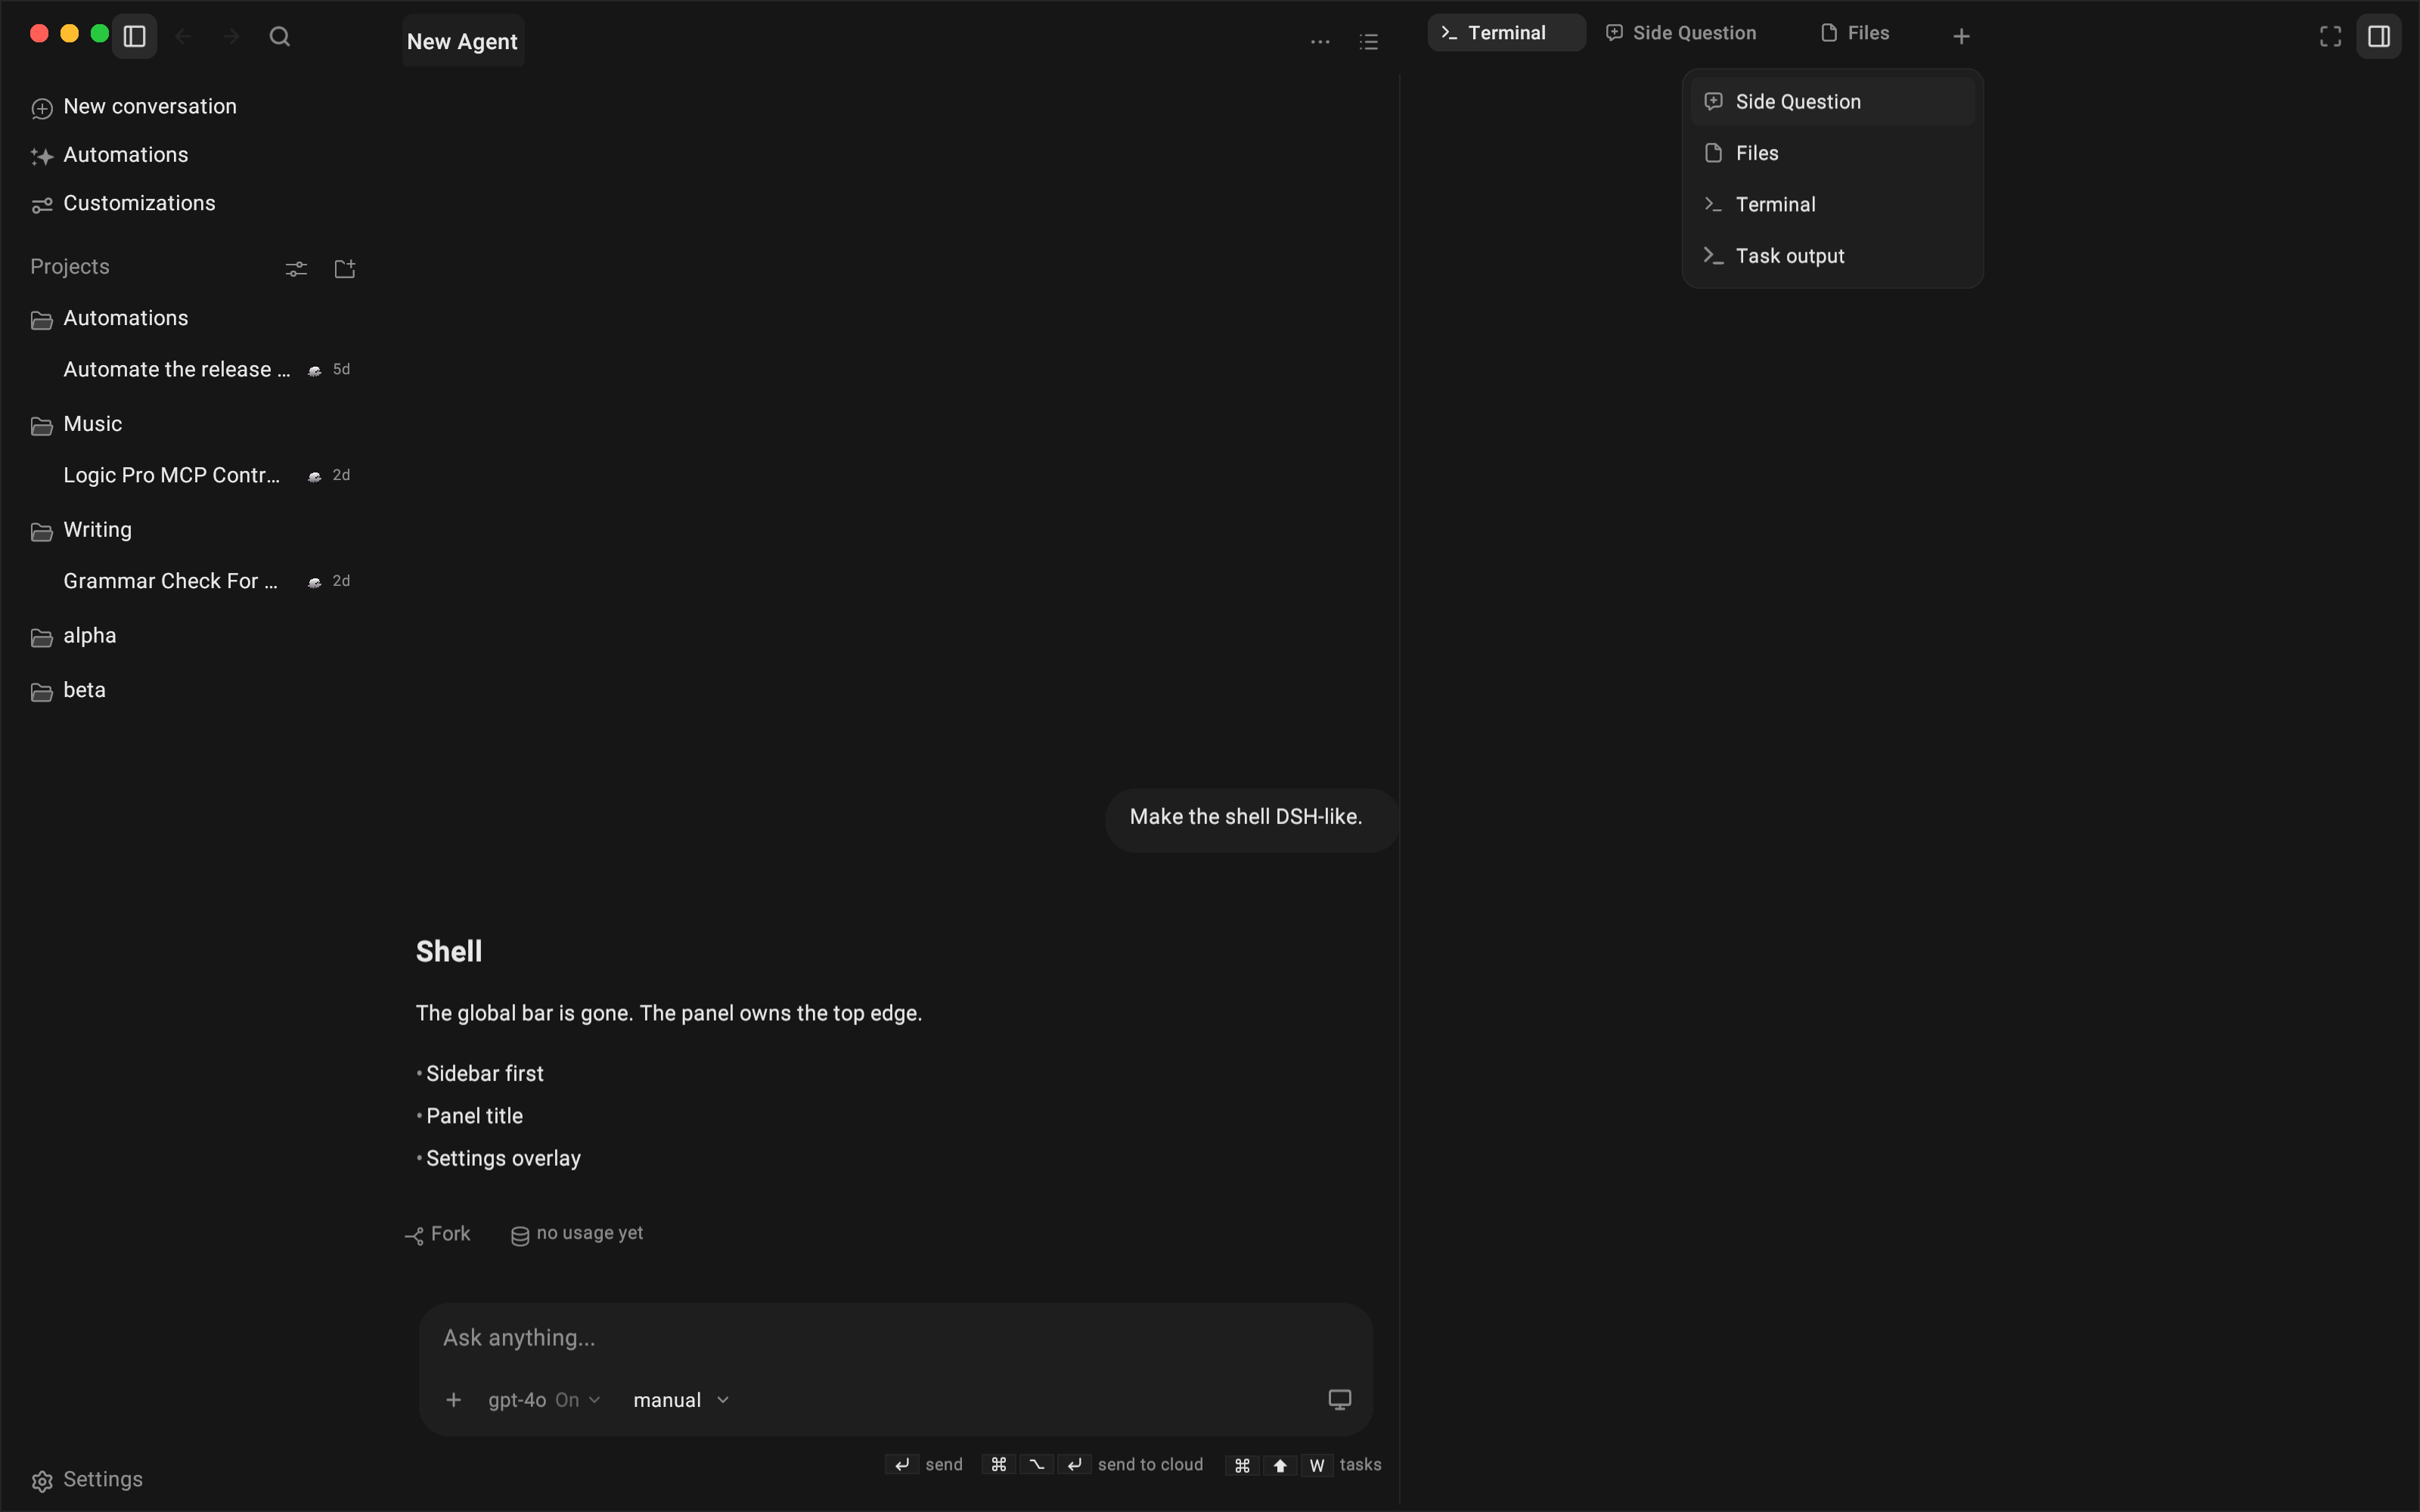 New Agent
Terminal
Side Question
Files
New conversation
Automations
Customizations
Projects
Automations
Automate the release ...
5d
Music
Logic Pro MCP Contr...
2d
Writing
Grammar Check For ...
2d
alpha
beta
Settings
Make the shell DSH-like.
Shell
The global bar is gone. The panel owns the top edge.
• Sidebar first
• Panel title
• Settings overlay
Fork
no usage yet
Ask anything...
gpt-4o On
manual
↵ send ⌘ ⌥ ↵ send to cloud ⌘ ⬆ W tasks
Side Question
Files
Terminal
Task output